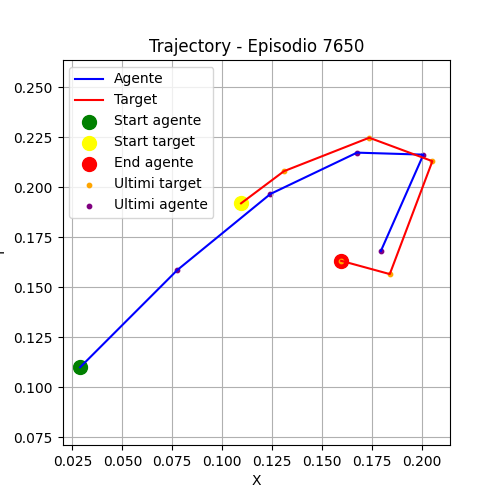 Trajectory - Episodio 7650
Agente
Target
Start agente
Start target
End agente
Ultimi target
Ultimi agente
0.250
0.225
0.200
0.175
0.150
0.125
0.100
0.075
0.025 0.050 0.075 0.100 0.125 0.150 0.175 0.200
X